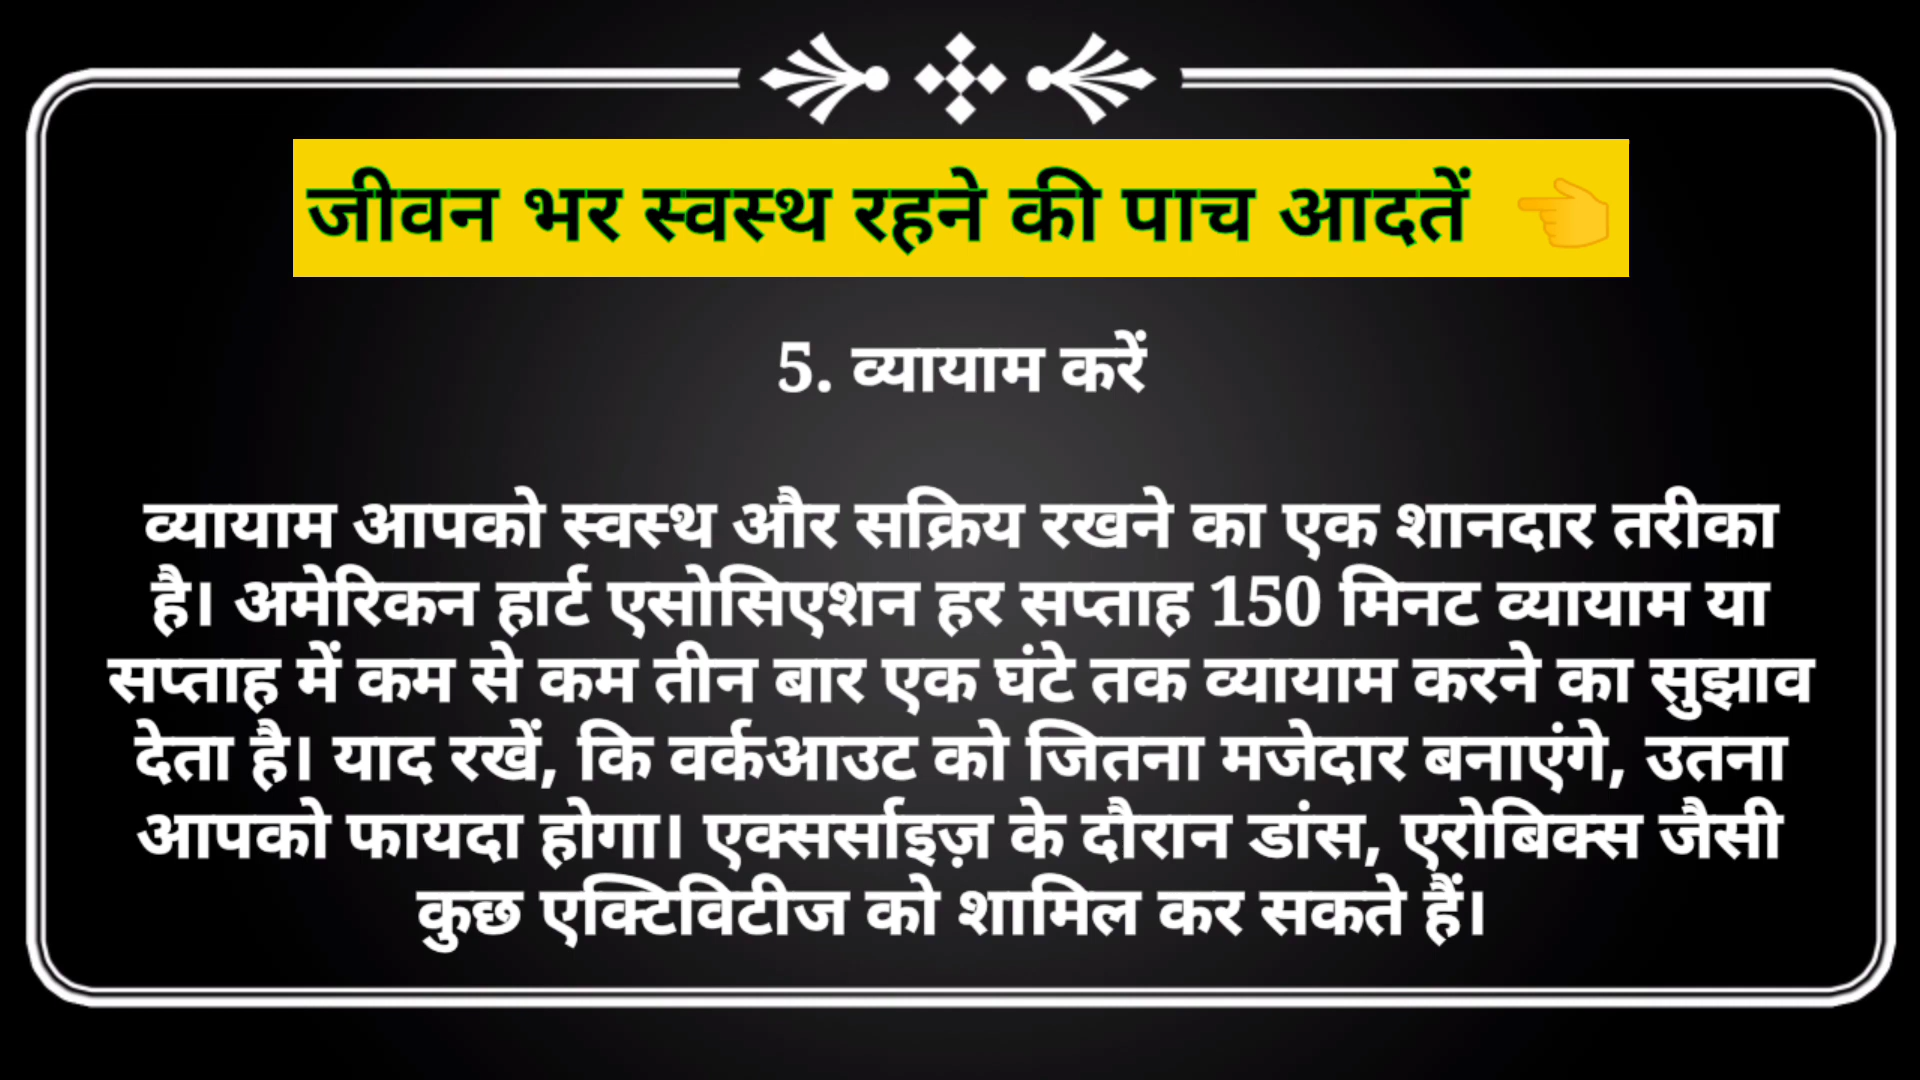 जीवन भर स्वस्थ रहने की पाच आदतें 👈
5. व्यायाम करें
व्यायाम आपको स्वस्थ और सक्रिय रखने का एक शानदार तरीका
है। अमेरिकन हार्ट एसोसिएशन हर सप्ताह 150 मिनट व्यायाम या
सप्ताह में कम से कम तीन बार एक घंटे तक व्यायाम करने का सुझाव
देता है। याद रखें, कि वर्कआउट को जितना मजेदार बनाएंगे, उतना
आपको फायदा होगा। एक्सर्साइज़ के दौरान डांस, एरोबिक्स जैसी
कुछ एक्टिविटीज को शामिल कर सकते हैं।